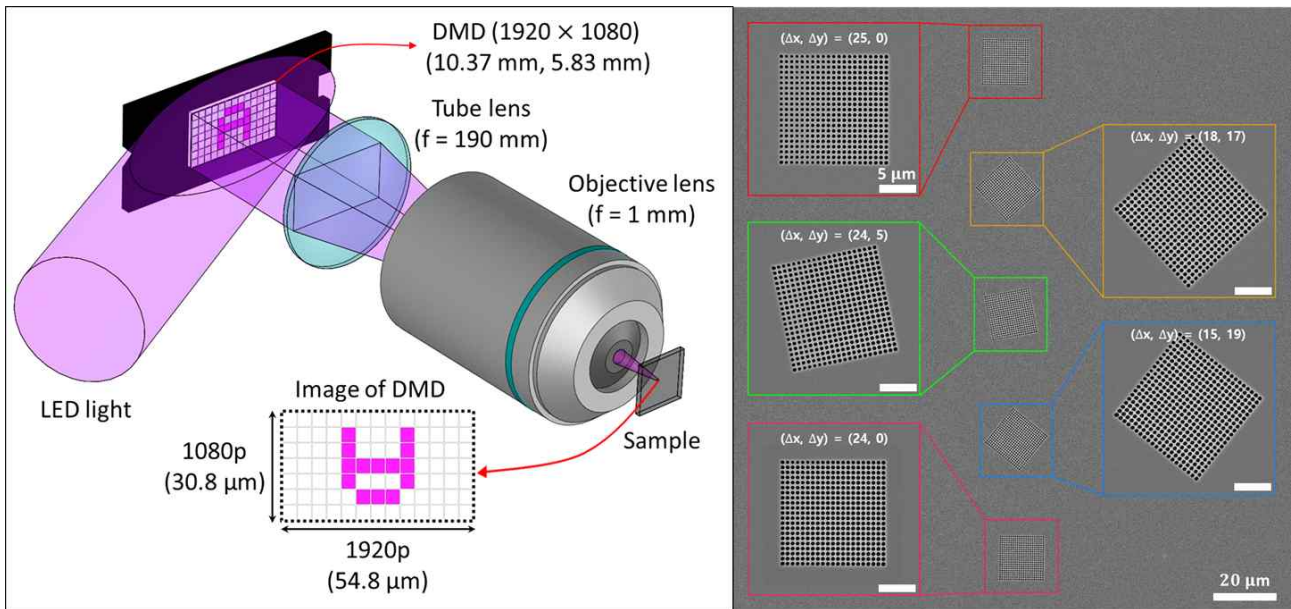 DMD (1920 × 1080)
(10.37 mm, 5.83 mm)
Tube lens
(f = 190 mm)
Objective lens
(f = 1 mm)
LED light
Image of DMD
Sample
1080p
(30.8 μm)
1920p
(54.8 μm)
(Δx, Δy) = (25, 0)
5 μm
(Δx, Δy) = (18, 17)
(Δx, Δy) = (24, 5)
(Δx, Δy) = (15, 19)
(Δx, Δy) = (24, 0)
20 μm